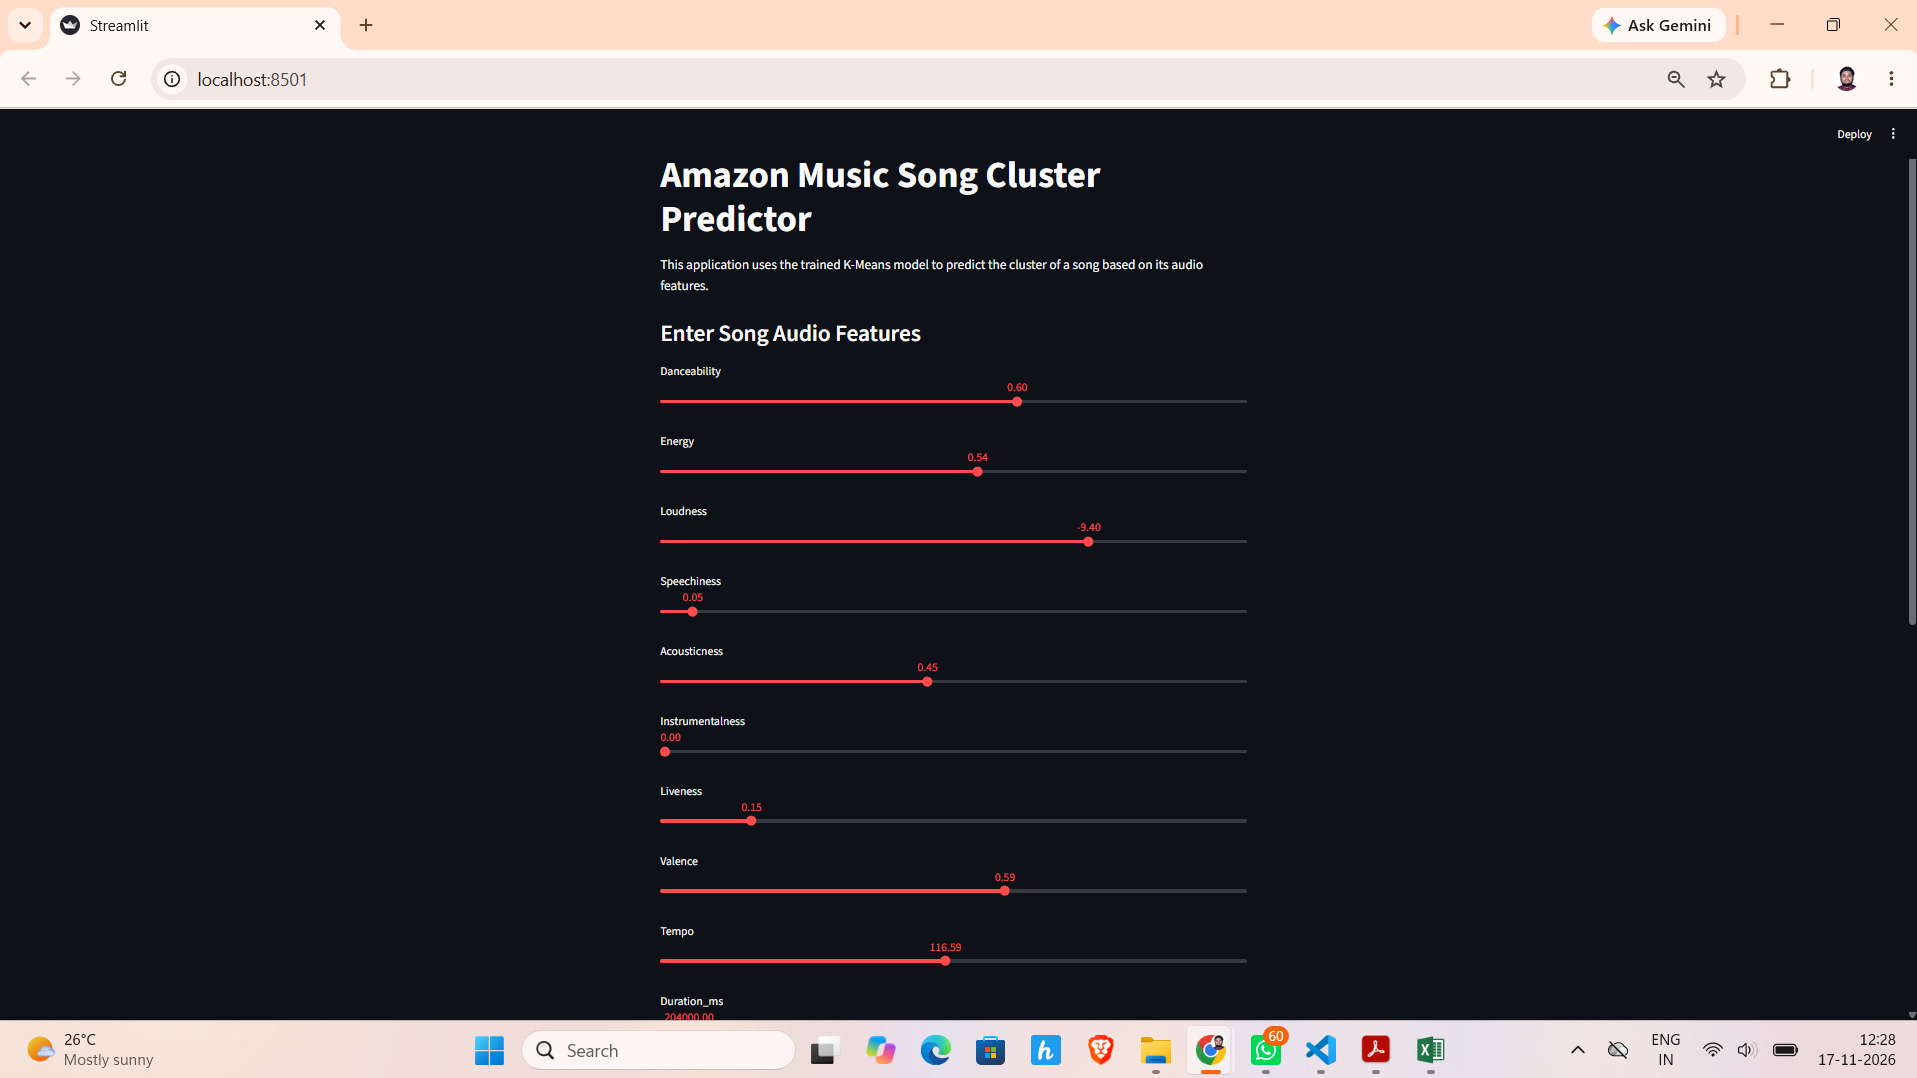 Streamlit
Ask Gemini
localhost:8501
Deploy
Amazon Music Song Cluster
Predictor
This application uses the trained K-Means model to predict the cluster of a song based on its audio
features.
Enter Song Audio Features
Danceability
0.60
Energy
0.54
Loudness
-9.40
Speechiness
0.05
Acousticness
0.45
Instrumentalness
0.00
Liveness
0.15
Valence
0.59
Tempo
116.59
Duration_ms
204000.00
26°C
Mostly sunny
Search
h
60
ENG
IN
12:28
17-11-2026